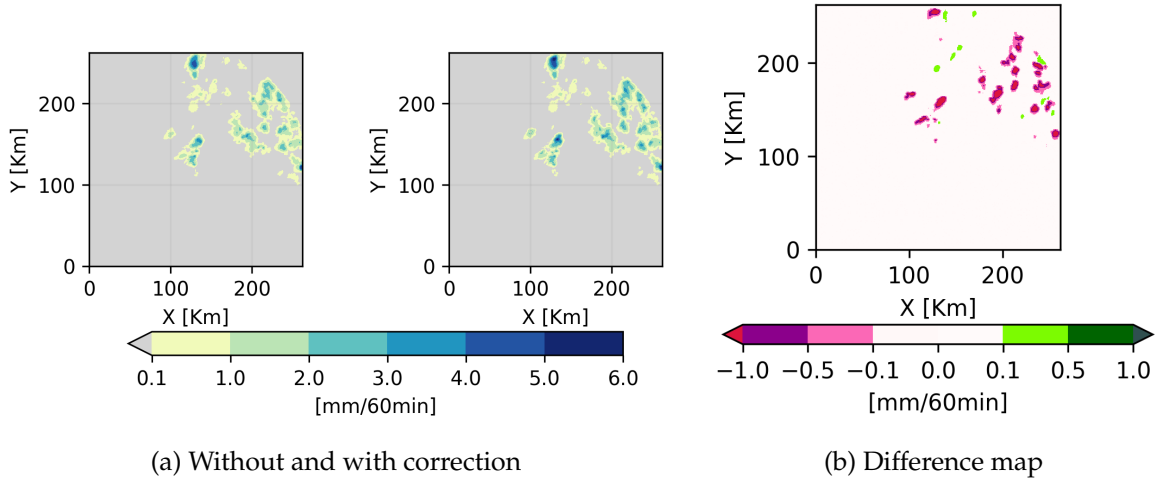 200
100
0
Y [Km]
0 100 200
X [Km]
200
100
0
Y [Km]
0 100 200
X [Km]
0.1 1.0 2.0 3.0 4.0 5.0 6.0
[mm/60min]
(a) Without and with correction
200
100
0
Y [Km]
0 100 200
X [Km]
−1.0 −0.5 −0.1 0.0 0.1 0.5 1.0
[mm/60min]
(b) Difference map